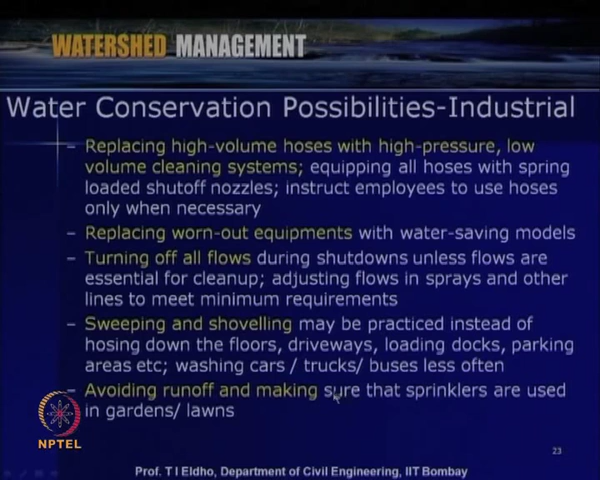 WATERSHED MANAGEMENT
Water Conservation Possibilities-Industrial
– Replacing high-volume hoses with high-pressure, low
volume cleaning systems; equipping all hoses with spring
loaded shutoff nozzles; instruct employees to use hoses
only when necessary
– Replacing worn-out equipments with water-saving models
– Turning off all flows during shutdowns unless flows are
essential for cleanup; adjusting flows in sprays and other
lines to meet minimum requirements
– Sweeping and shovelling may be practiced instead of
hosing down the floors, driveways, loading docks, parking
areas etc; washing cars / trucks/ buses less often
– Avoiding runoff and making sure that sprinklers are used
in gardens/ lawns
NPTEL
23
Prof. T I Eldho, Department of Civil Engineering, IIT Bombay